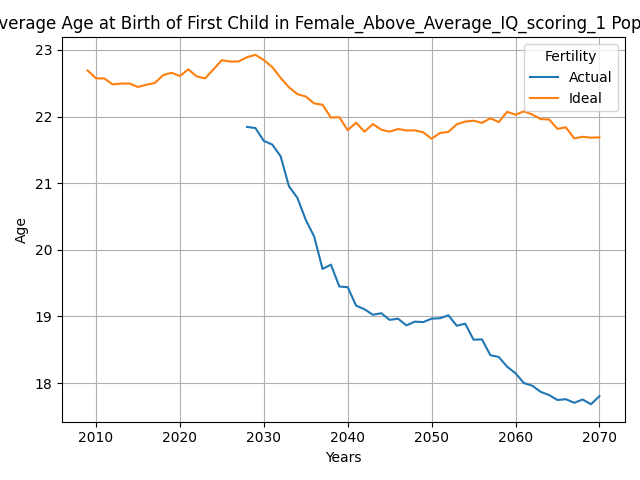 verage Age at Birth of First Child in Female_Above_Average_IQ_scoring_1 Pop
Fertility
Actual
Ideal
Age
23
22
21
20
19
18
2010 2020 2030 2040 2050 2060 2070
Years